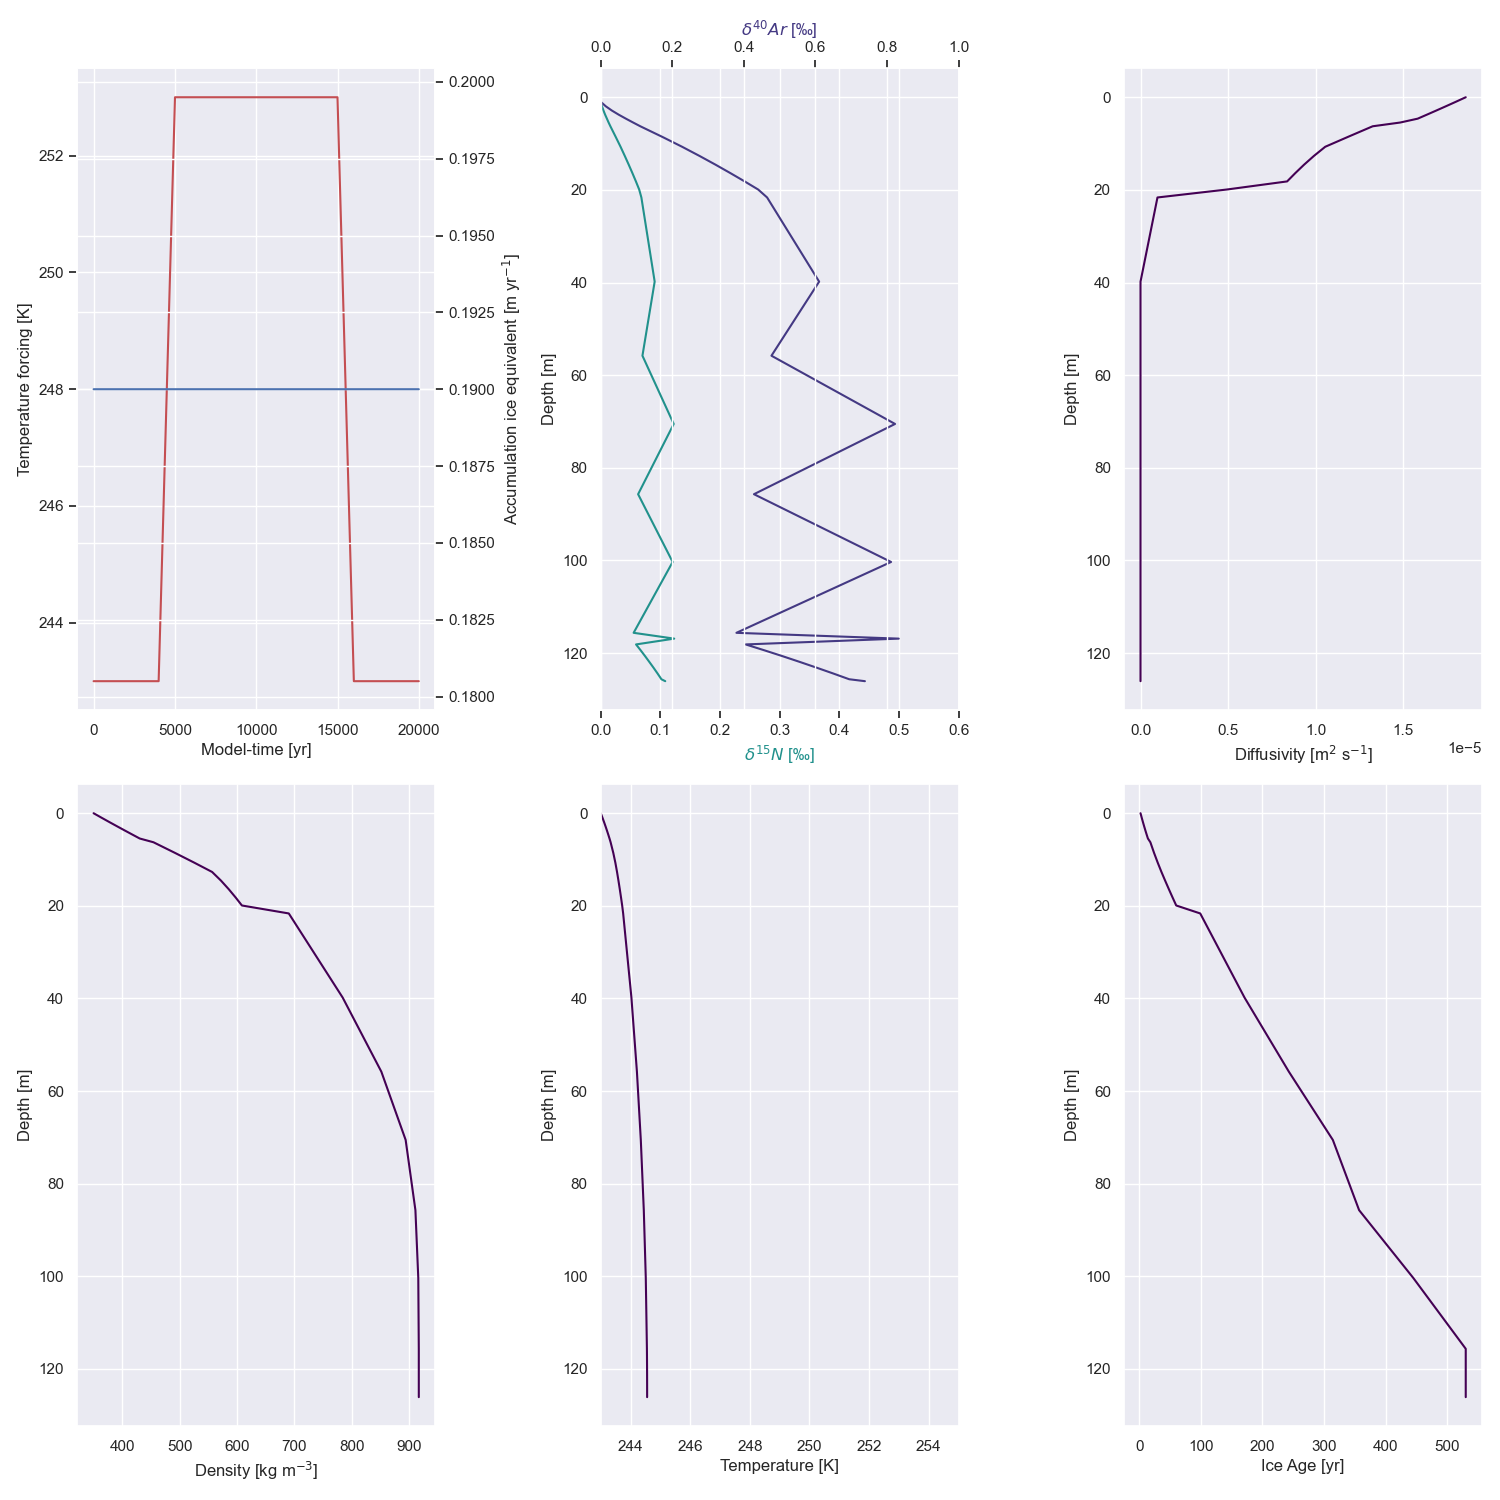 δ⁴⁰Ar [‰]
0.0 0.2 0.4 0.6 0.8 1.0
Temperature forcing [K]
252
250
248
246
244
0.2000
0.1975
0.1950
0.1925
0.1900
0.1875
0.1850
0.1825
0.1800
Accumulation ice equivalent [m yr⁻¹]
0 5000 10000 15000 20000
Model-time [yr]
Depth [m]
0
20
40
60
80
100
120
0.0 0.1 0.2 0.3 0.4 0.5 0.6
δ¹⁵N [‰]
Depth [m]
0
20
40
60
80
100
120
0.0 0.5 1.0 1.5
1e−5
Diffusivity [m² s⁻¹]
Depth [m]
0
20
40
60
80
100
120
400 500 600 700 800 900
Density [kg m⁻³]
Depth [m]
0
20
40
60
80
100
120
244 246 248 250 252 254
Temperature [K]
Depth [m]
0
20
40
60
80
100
120
0 100 200 300 400 500
Ice Age [yr]